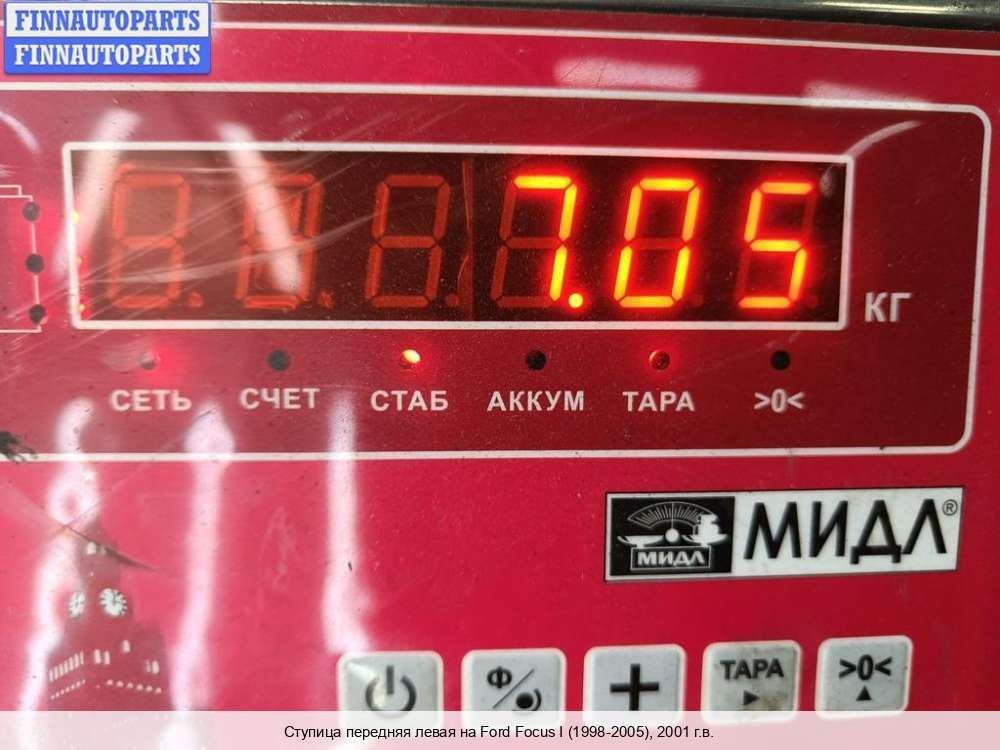 FINNAUTOPARTS
FINNAUTOPARTS
7.05
КГ
СЕТЬ СЧЕТ СТАБ АККУМ ТАРА >0<
МИДЛ МИДЛ®
Ф ТАРА >0<
Ступица передняя левая на Ford Focus I (1998-2005), 2001 г.в.